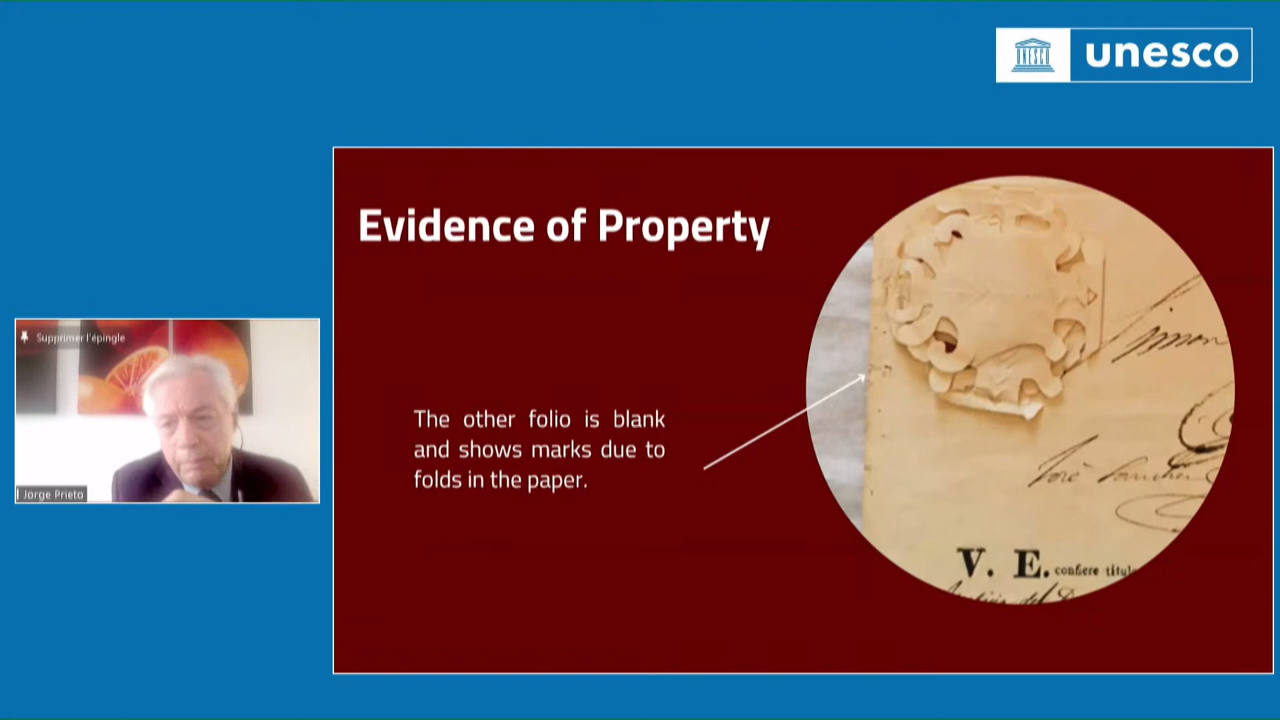 unesco
Evidence of Property
The other folio is blank
and shows marks due to
folds in the paper.
Supprimer l'épingle
Jorge Prieto
V. E. confiere titulo